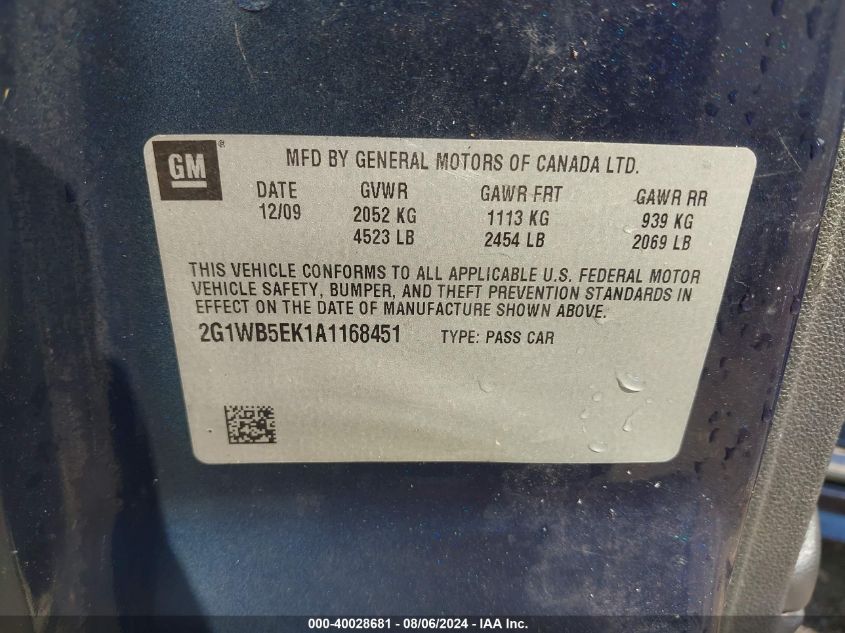 GM ®
MFD BY GENERAL MOTORS OF CANADA LTD.
DATE GVWR GAWR FRT GAWR RR
12/09 2052 KG 1113 KG 939 KG
4523 LB 2454 LB 2069 LB
THIS VEHICLE CONFORMS TO ALL APPLICABLE U.S. FEDERAL MOTOR
VEHICLE SAFETY, BUMPER, AND THEFT PREVENTION STANDARDS IN
EFFECT ON THE DATE OF MANUFACTURE SHOWN ABOVE.
2G1WB5EK1A1168451 TYPE: PASS CAR
000-40028681 - 08/06/2024 - IAA Inc.